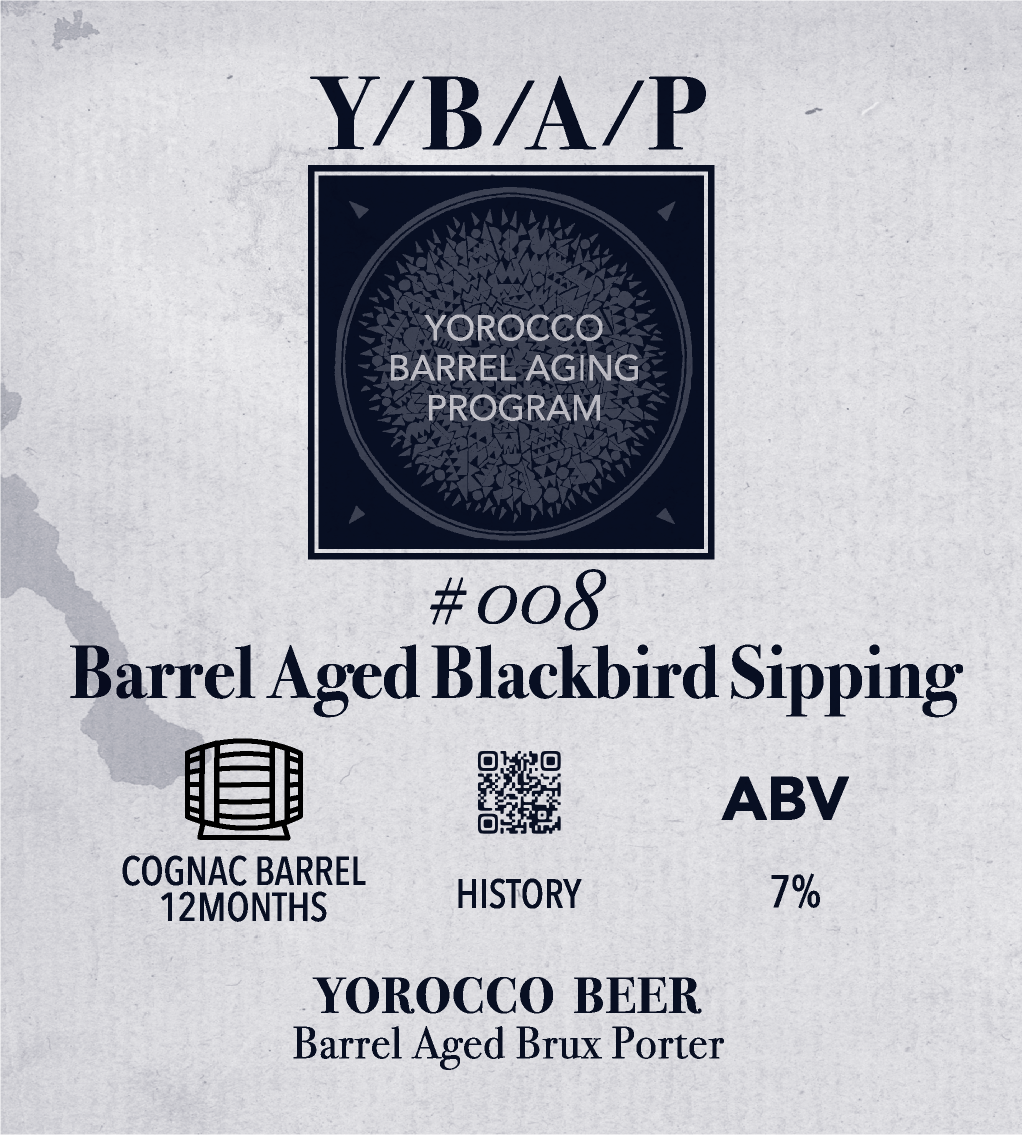 Y/B/A/P
YOROCCO
BARREL AGING
PROGRAM
#008
Barrel Aged Blackbird Sipping
COGNAC BARREL
12MONTHS
HISTORY
ABV
7%
YOROCCO BEER
Barrel Aged Brux Porter